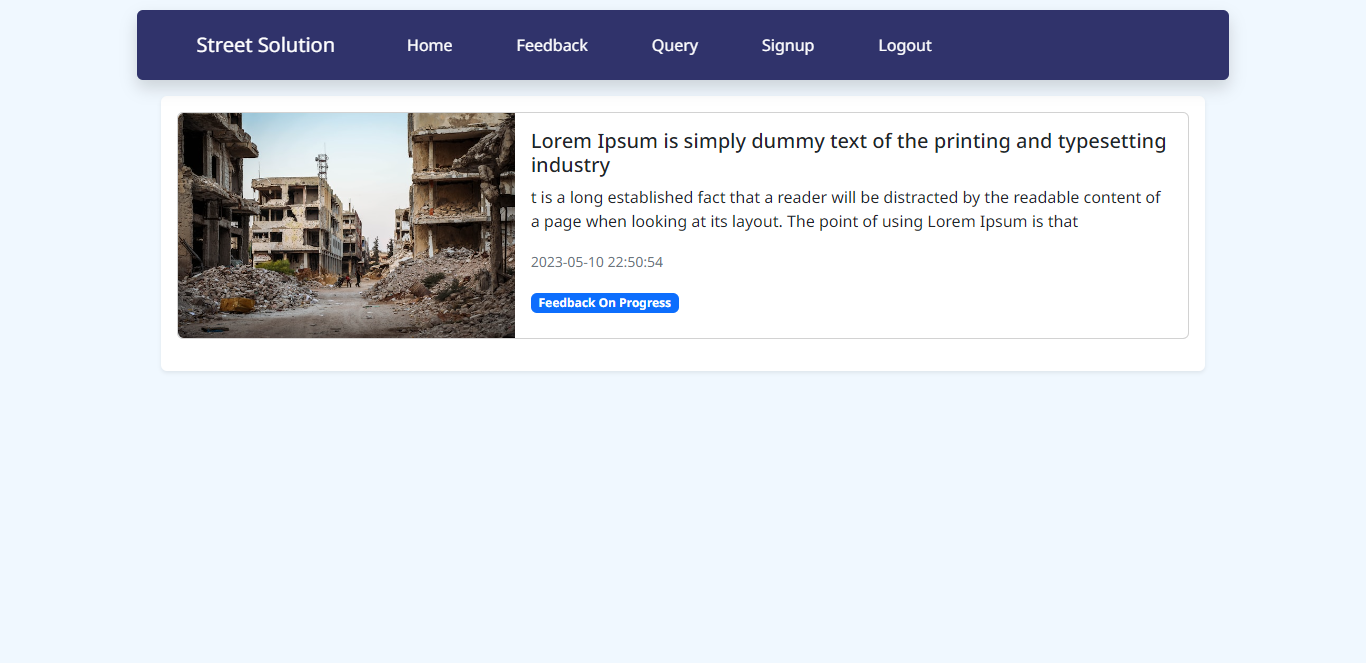 Street Solution Home Feedback Query Signup Logout
Lorem Ipsum is simply dummy text of the printing and typesetting
industry
t is a long established fact that a reader will be distracted by the readable content of
a page when looking at its layout. The point of using Lorem Ipsum is that
2023-05-10 22:50:54
Feedback On Progress